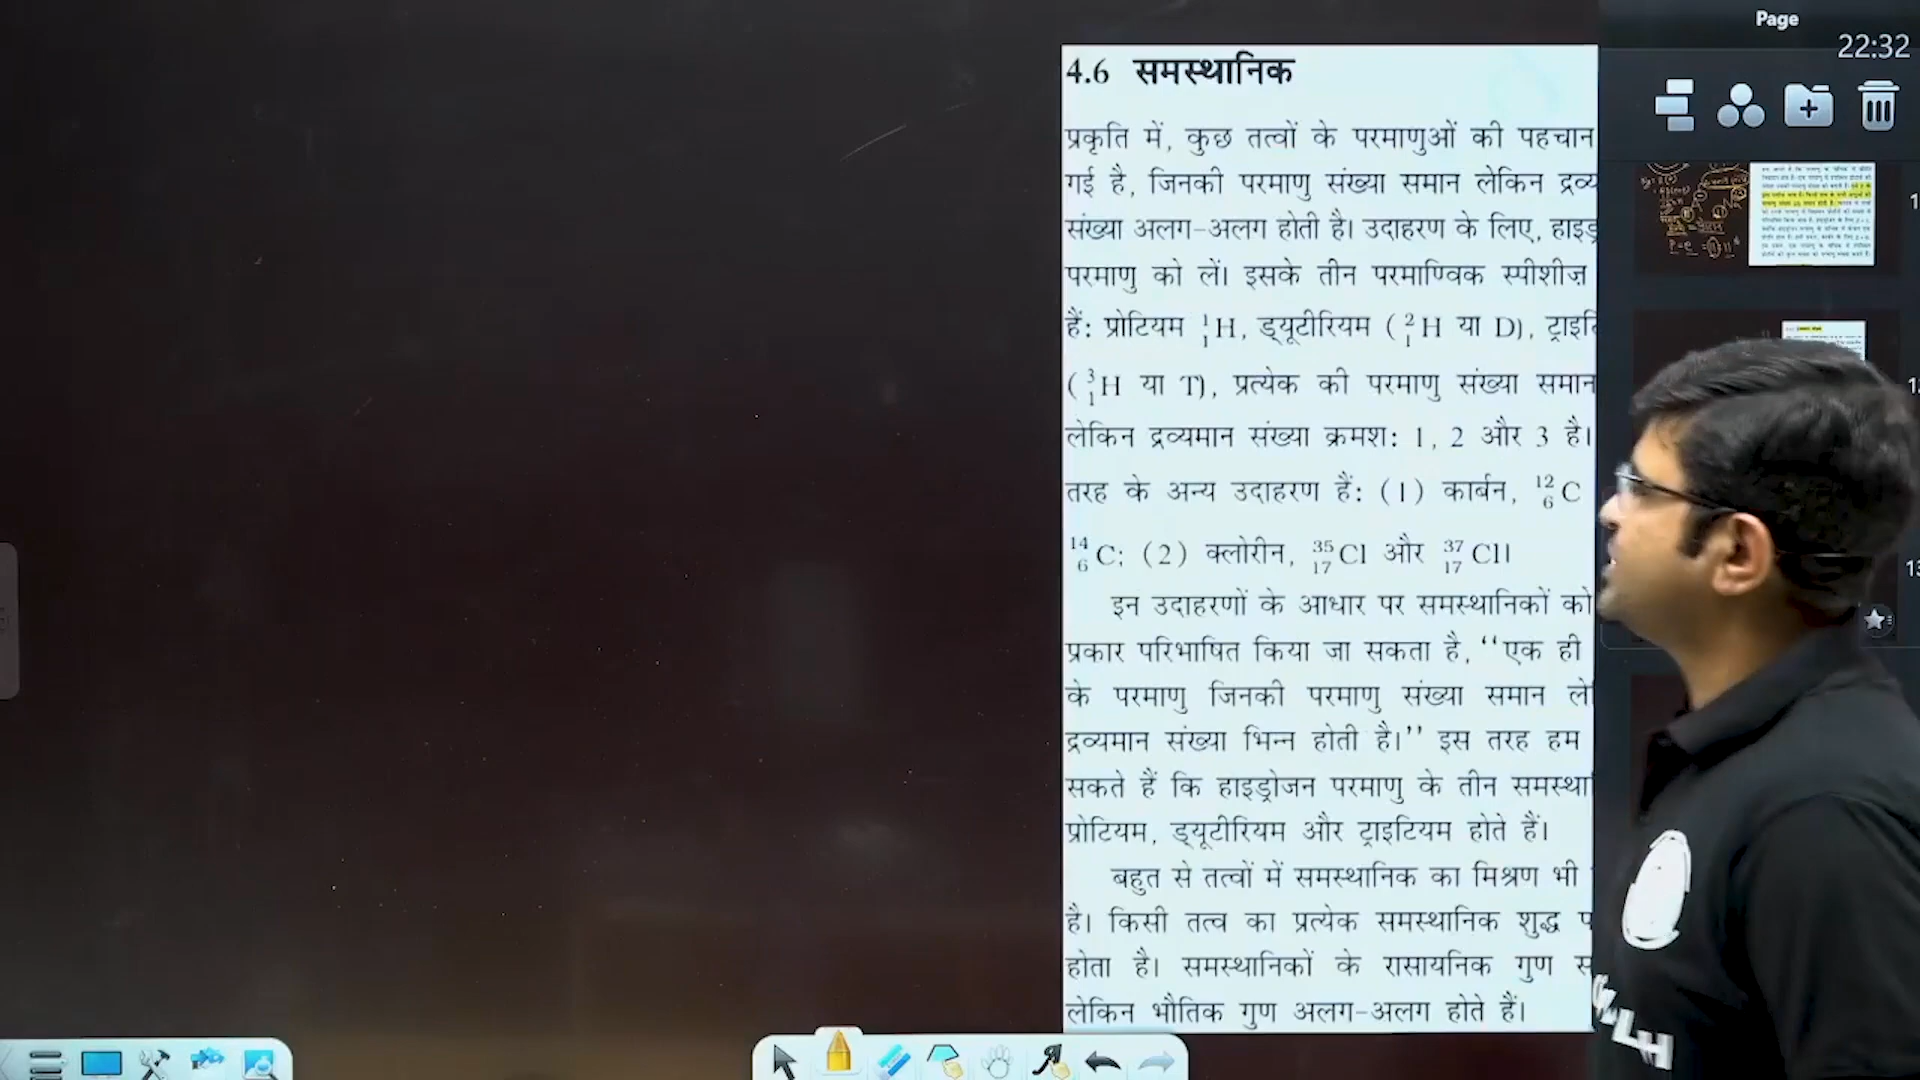 Page
22:32
4.6 समस्थानिक
प्रकृति में, कुछ तत्वों के परमाणुओं की पहचान
गई है, जिनकी परमाणु संख्या समान लेकिन द्रव्य
संख्या अलग-अलग होती है। उदाहरण के लिए, हाइड्र
परमाणु को लें। इसके तीन परमाण्विक स्पीशीज़
हैं: प्रोटियम ¹₁H, ड्यूटीरियम (²₁H या D), ट्राइटि
(³₁H या T), प्रत्येक की परमाणु संख्या समान
लेकिन द्रव्यमान संख्या क्रमश: 1, 2 और 3 है।
तरह के अन्य उदाहरण हैं: (1) कार्बन, ¹²₆C
¹⁴₆C; (2) क्लोरीन, ³⁵₁₇Cl और ³⁷₁₇Cl।
इन उदाहरणों के आधार पर समस्थानिकों को
प्रकार परिभाषित किया जा सकता है, ‘‘एक ही
के परमाणु जिनकी परमाणु संख्या समान ले
द्रव्यमान संख्या भिन्न होती है।’’ इस तरह हम
सकते हैं कि हाइड्रोजन परमाणु के तीन समस्था
प्रोटियम, ड्यूटीरियम और ट्राइटियम होते हैं।
बहुत से तत्वों में समस्थानिक का मिश्रण भी
है। किसी तत्व का प्रत्येक समस्थानिक शुद्ध प
होता है। समस्थानिकों के रासायनिक गुण स
लेकिन भौतिक गुण अलग-अलग होते हैं।